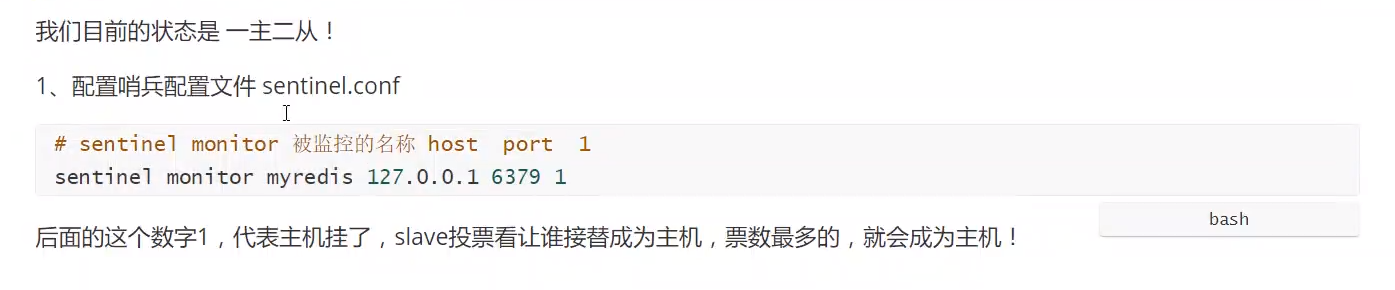 我们目前的状态是 一主二从！
1、配置哨兵配置文件 sentinel.conf
# sentinel monitor 被监控的名称 host port 1
sentinel monitor myredis 127.0.0.1 6379 1
bash
后面的这个数字1，代表主机挂了，slave投票看让谁接替成为主机，票数最多的，就会成为主机！